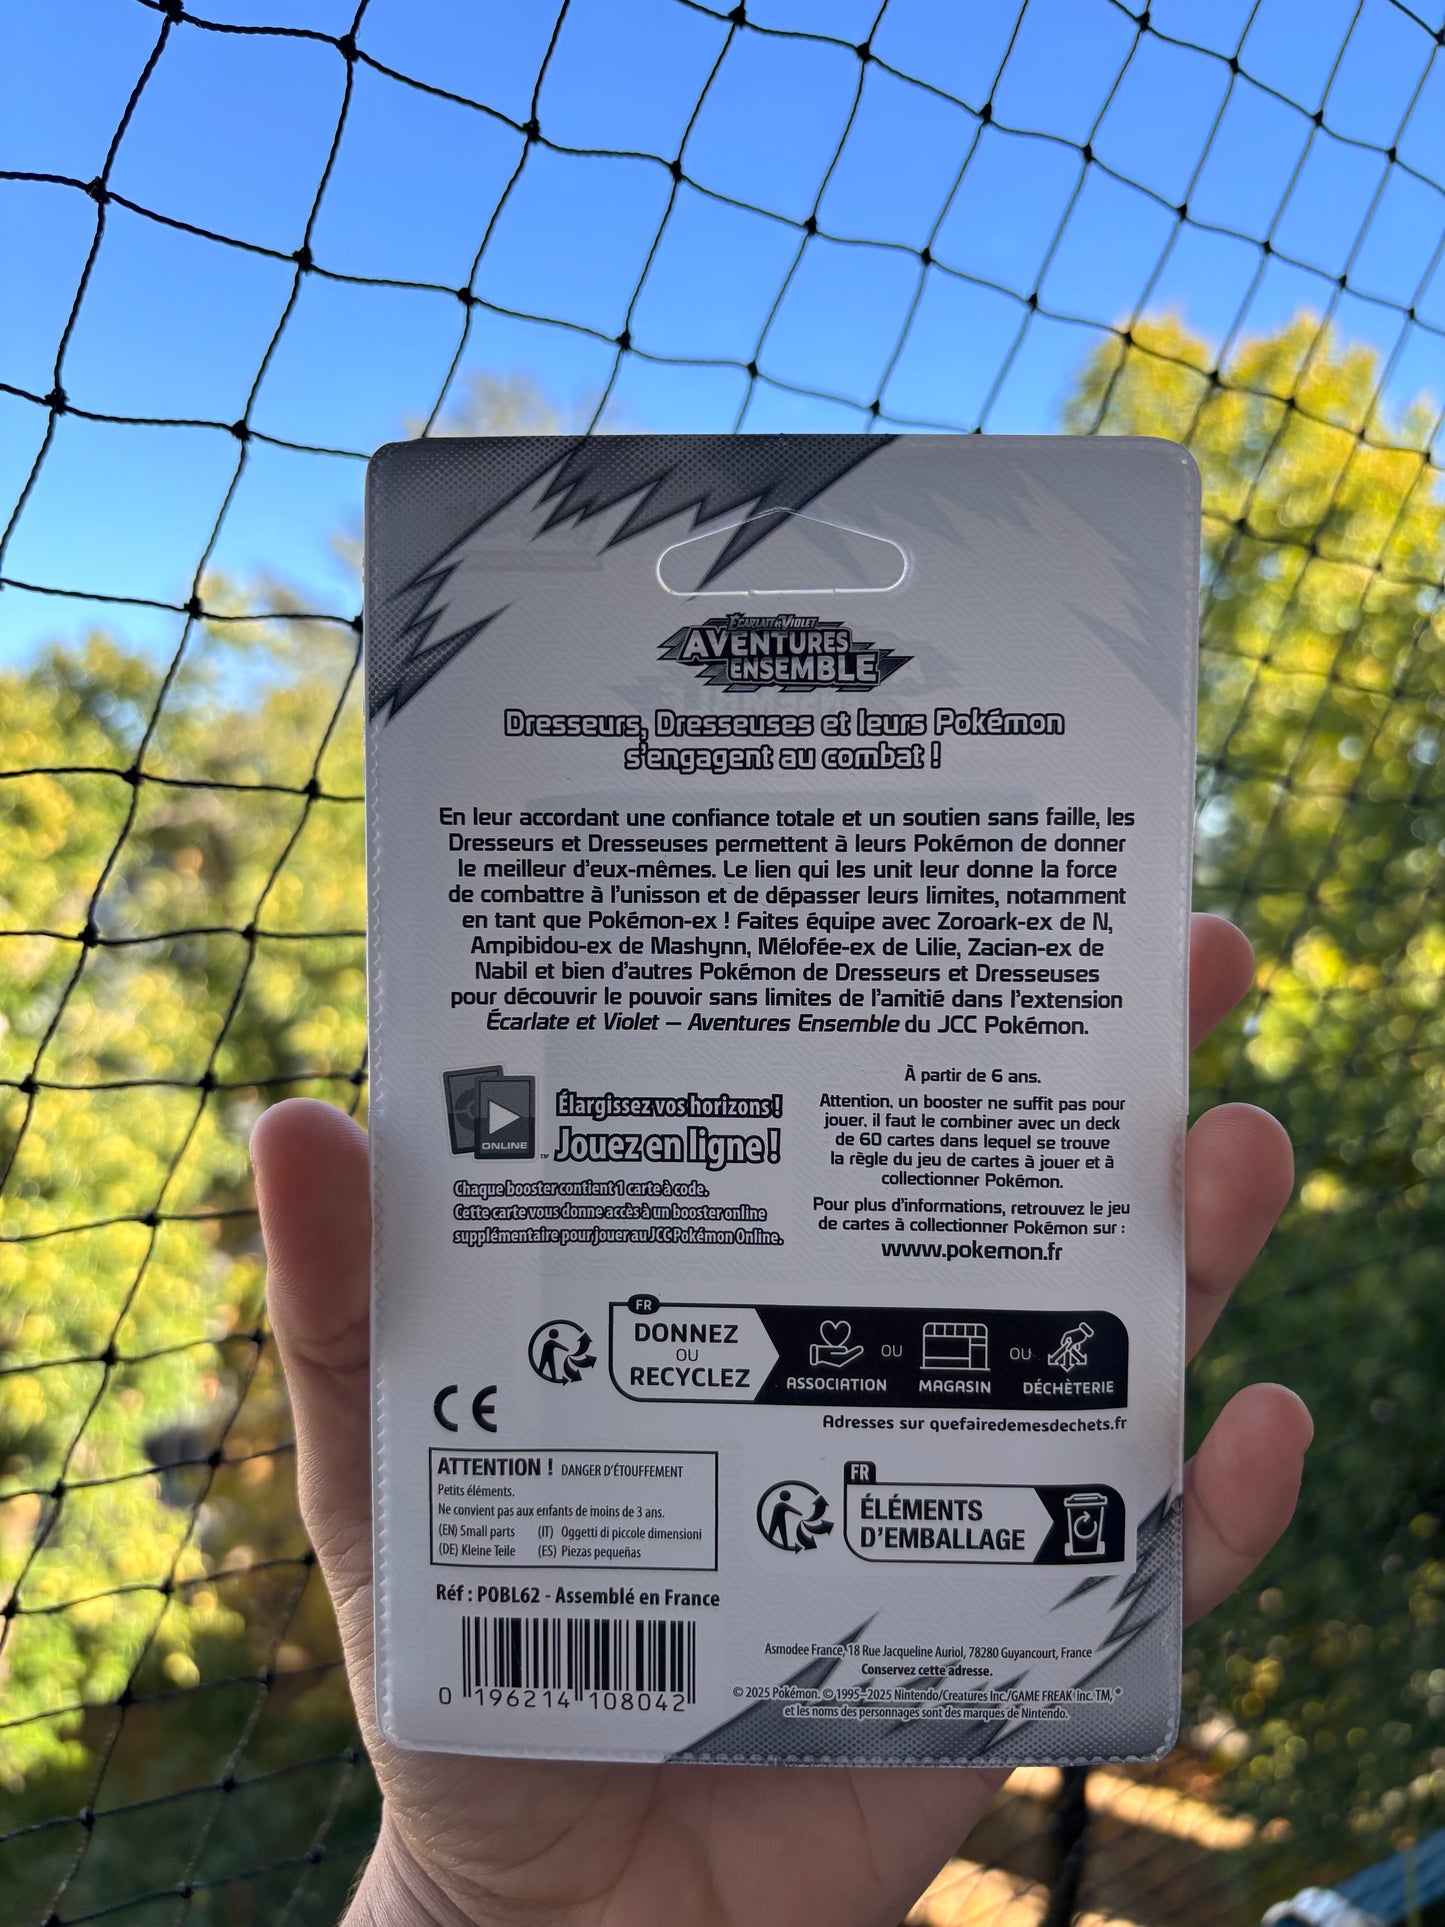 ÉCARLATE ET VIOLET
AVENTURES
ENSEMBLE
Dresseurs, Dresseuses et leurs Pokémon
s'engagent au combat !
En leur accordant une confiance totale et un soutien sans faille, les
Dresseurs et Dresseuses permettent à leurs Pokémon de donner
le meilleur d'eux-mêmes. Le lien qui les unit leur donne la force
de combattre à l'unisson et de dépasser leurs limites, notamment
en tant que Pokémon-ex ! Faites équipe avec Zoroark-ex de N,
Ampibidou-ex de Mashynn, Mélofée-ex de Lilie, Zacian-ex de
Nabil et bien d'autres Pokémon de Dresseurs et Dresseuses
pour découvrir le pouvoir sans limites de l'amitié dans l'extension
Écarlate et Violet – Aventures Ensemble du JCC Pokémon.
ONLINE
TM
Élargissez vos horizons !
Jouez en ligne !
Chaque booster contient 1 carte à code.
Cette carte vous donne accès à un booster online
supplémentaire pour jouer au JCC Pokémon Online.
À partir de 6 ans.
Attention, un booster ne suffit pas pour
jouer, il faut le combiner avec un deck
de 60 cartes dans lequel se trouve
la règle du jeu de cartes à jouer et à
collectionner Pokémon.
Pour plus d'informations, retrouvez le jeu
de cartes à collectionner Pokémon sur :
www.pokemon.fr
FR
DONNEZ
OU
RECYCLEZ
ASSOCIATION
OU
MAGASIN
OU
DÉCHÈTERIE
Adresses sur quefairedemesdechets.fr
CE
ATTENTION ! DANGER D'ÉTOUFFEMENT
Petits éléments.
Ne convient pas aux enfants de moins de 3 ans.
(EN) Small parts (IT) Oggetti di piccole dimensioni
(DE) Kleine Teile (ES) Piezas pequeñas
FR
ÉLÉMENTS
D'EMBALLAGE
Réf : POBL62 - Assemblé en France
0 196214 108042
Asmodee France, 18 Rue Jacqueline Auriol, 78280 Guyancourt, France
Conservez cette adresse.
© 2025 Pokémon. © 1995–2025 Nintendo/Creatures Inc./GAME FREAK inc. TM, ®
et les noms des personnages sont des marques de Nintendo.